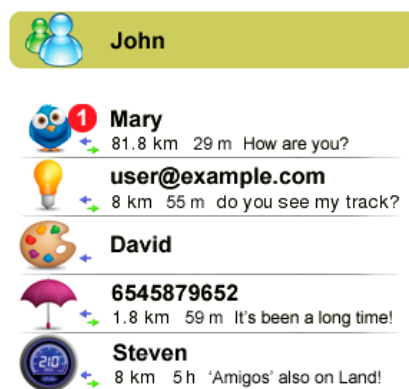 John
1
Mary
81.8 km 29 m How are you?
user@example.com
8 km 55 m do you see my track?
David
6545879652
1.8 km 59 m It's been a long time!
210
Steven
8 km 5 h 'Amigos' also on Land!